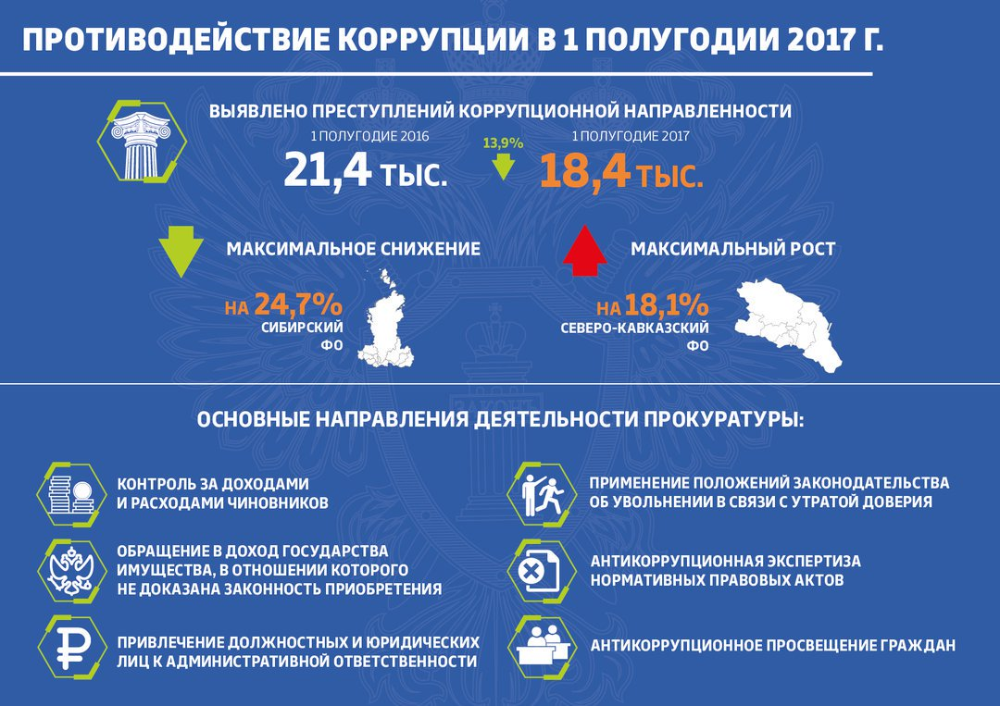 ПРОТИВОДЕЙСТВИЕ КОРРУПЦИИ В 1 ПОЛУГОДИИ 2017 Г.
ВЫЯВЛЕНО ПРЕСТУПЛЕНИЙ КОРРУПЦИОННОЙ НАПРАВЛЕННОСТИ
1 ПОЛУГОДИЕ 2016
21,4 ТЫС.
13,9%
1 ПОЛУГОДИЕ 2017
18,4 ТЫС.
МАКСИМАЛЬНОЕ СНИЖЕНИЕ
НА 24,7%
СИБИРСКИЙ
ФО
МАКСИМАЛЬНЫЙ РОСТ
НА 18,1%
СЕВЕРО-КАВКАЗСКИЙ
ФО
ЗАКОНЪ
ОСНОВНЫЕ НАПРАВЛЕНИЯ ДЕЯТЕЛЬНОСТИ ПРОКУРАТУРЫ:
КОНТРОЛЬ ЗА ДОХОДАМИ
И РАСХОДАМИ ЧИНОВНИКОВ
ОБРАЩЕНИЕ В ДОХОД ГОСУДАРСТВА
ИМУЩЕСТВА, В ОТНОШЕНИИ КОТОРОГО
НЕ ДОКАЗАНА ЗАКОННОСТЬ ПРИОБРЕТЕНИЯ
ПРИВЛЕЧЕНИЕ ДОЛЖНОСТНЫХ И ЮРИДИЧЕСКИХ
ЛИЦ К АДМИНИСТРАТИВНОЙ ОТВЕТСТВЕННОСТИ
ПРИМЕНЕНИЕ ПОЛОЖЕНИЙ ЗАКОНОДАТЕЛЬСТВА
ОБ УВОЛЬНЕНИИ В СВЯЗИ С УТРАТОЙ ДОВЕРИЯ
АНТИКОРРУПЦИОННАЯ ЭКСПЕРТИЗА
НОРМАТИВНЫХ ПРАВОВЫХ АКТОВ
АНТИКОРРУПЦИОННОЕ ПРОСВЕЩЕНИЕ ГРАЖДАН